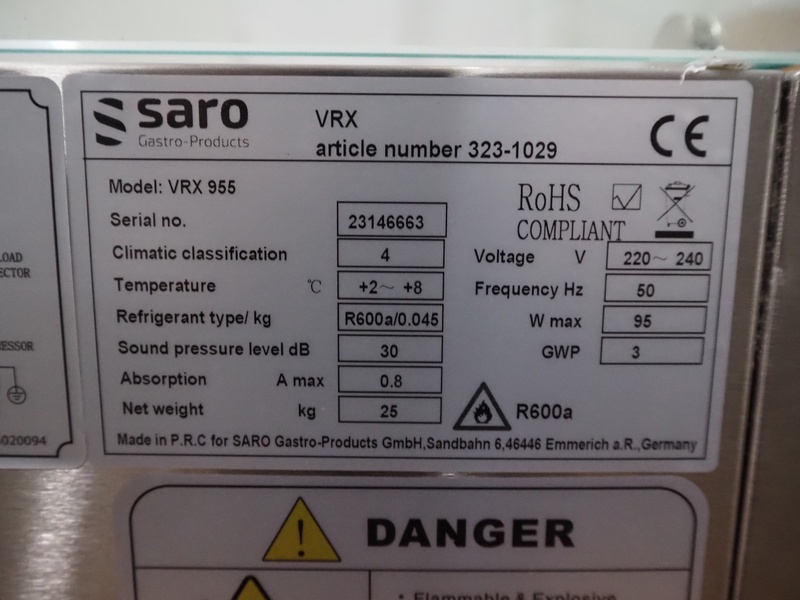 saro
Gastro-Products
VRX
article number 323-1029
CE
Model: VRX 955
RoHS
COMPLIANT
Serial no. 23146663
Climatic classification 4
Voltage V 220~ 240
Temperature °C +2~ +8
Frequency Hz 50
Refrigerant type/ kg R600a/0.045
W max 95
Sound pressure level dB 30
GWP 3
Absorption A max 0.8
Net weight kg 25
R600a
Made in P.R.C for SARO Gastro-Products GmbH,Sandbahn 6,46446 Emmerich a.R.,Germany
DANGER
* Flammable & Explosive
LOAD
ECTOR
ESSOR
020094